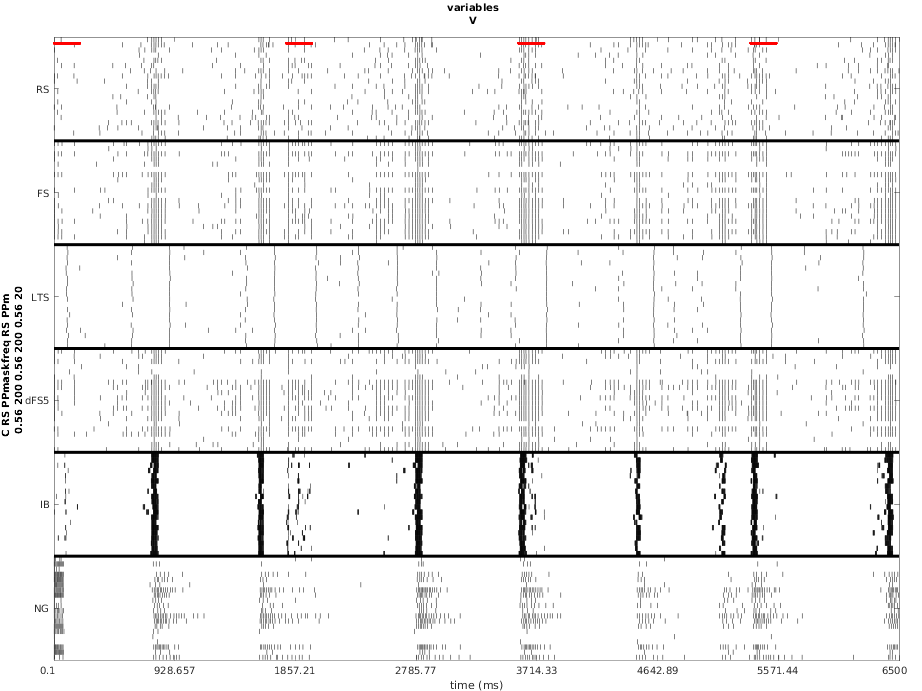 variables
V
RS
FS
LTS
dFS5
IB
NG
C RS PPmaskfreq RS PPm
0.56 200 0.56 200 0.56 20
0.1 928.657 1857.21 2785.77 3714.33 4642.89 5571.44 6500
time (ms)